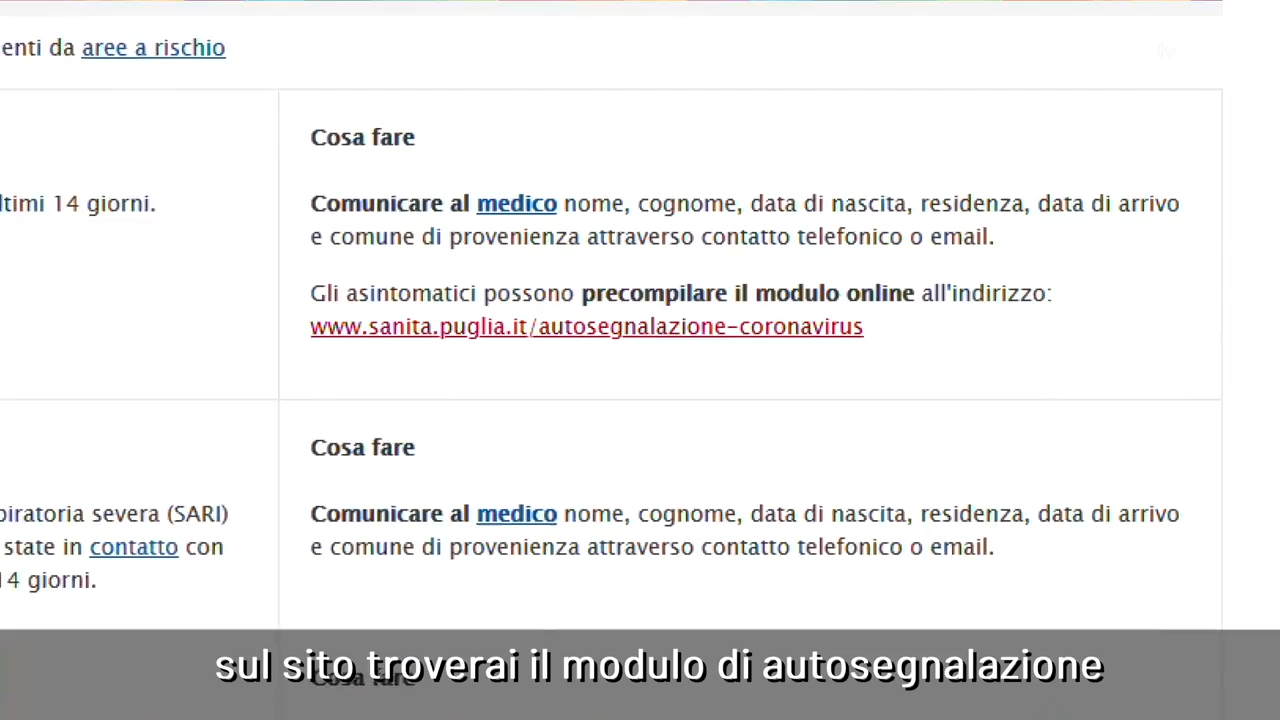 enti da aree a rischio
Cosa fare
ltimi 14 giorni.
Comunicare al medico nome, cognome, data di nascita, residenza, data di arrivo
e comune di provenienza attraverso contatto telefonico o email.
Gli asintomatici possono precompilare il modulo online all'indirizzo:
www.sanita.puglia.it/autosegnalazione-coronavirus
Cosa fare
piratoria severa (SARI)
state in contatto con
14 giorni.
Comunicare al medico nome, cognome, data di nascita, residenza, data di arrivo
e comune di provenienza attraverso contatto telefonico o email.
Cosa fare
sul sito troverai il modulo di autosegnalazione